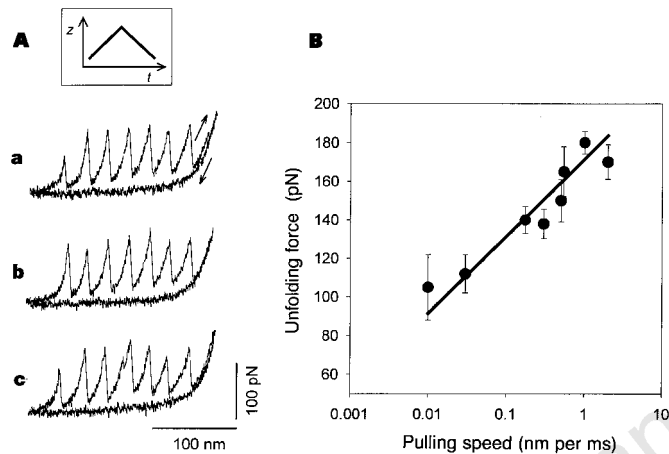 A
z
t
a
b
c
100 pN
100 nm
B
Unfolding force (pN)
200
180
160
140
120
100
80
60
0.001
0.01
0.1
1
10
Pulling speed (nm per ms)